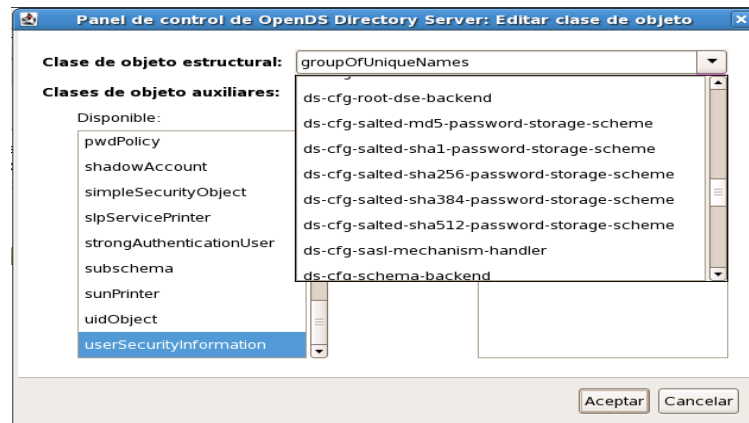 Panel de control de OpenDS Directory Server: Editar clase de objeto
Clase de objeto estructural: groupOfUniqueNames
Clases de objeto auxiliares:
ds-cfg-root-dse-backend
ds-cfg-salted-md5-password-storage-scheme
ds-cfg-salted-sha1-password-storage-scheme
ds-cfg-salted-sha256-password-storage-scheme
ds-cfg-salted-sha384-password-storage-scheme
ds-cfg-salted-sha512-password-storage-scheme
ds-cfg-sasl-mechanism-handler
ds-cfg-schema-backend
Disponible:
pwdPolicy
shadowAccount
simpleSecurityObject
slpServicePrinter
strongAuthenticationUser
subschema
sunPrinter
uidObject
userSecurityInformation
Aceptar Cancelar